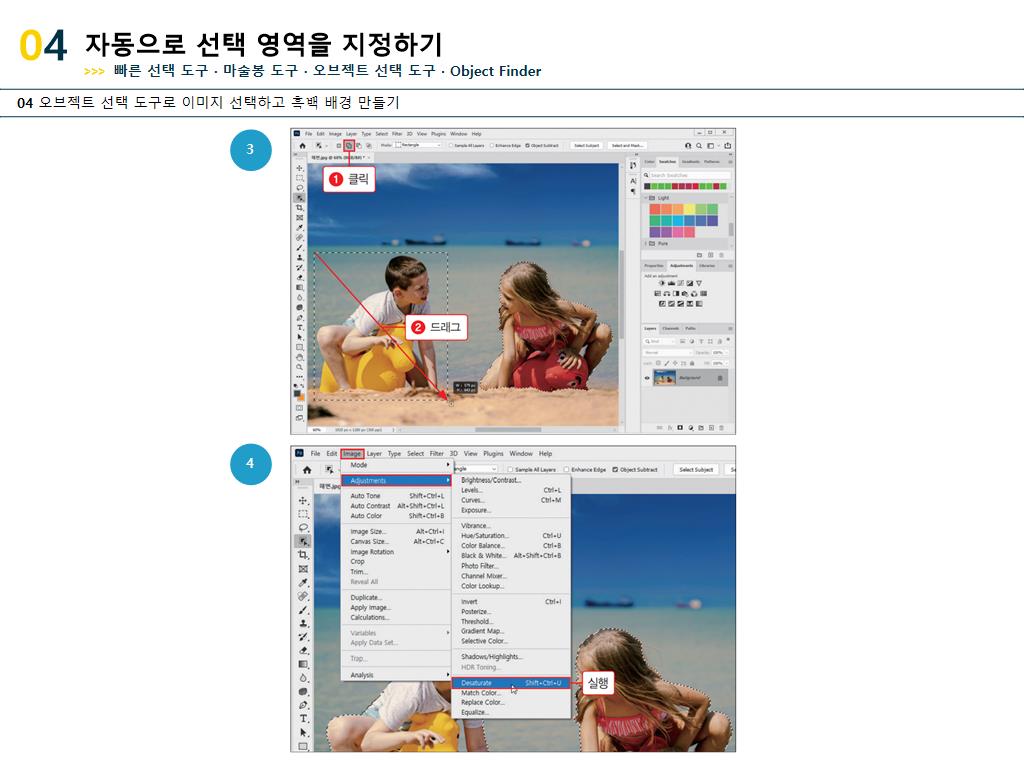 04 자동으로 선택 영역을 지정하기
>>> 빠른 선택 도구 · 마술봉 도구 · 오브젝트 선택 도구 · Object Finder
04 오브젝트 선택 도구로 이미지 선택하고 흑백 배경 만들기
3
File Edit Image Layer Type Select Filter 3D View Plugins Window Help
Mode: Rectangle Sample All Layers Enhance Edge Object Subtract Select Subject Select and Mask...
1 클릭
2 드래그
Color Swatches Gradients Patterns
Search Swatches
Light
Pure
Properties Adjustments Libraries
Add an adjustment
Layers Channels Paths
Normal
Background
4
File Edit Image Layer Type Select Filter 3D View Plugins Window Help
Sample All Layers Enhance Edge Object Subtract Select Subject
Mode
Adjustments
Auto Tone Shift+Ctrl+L
Auto Contrast Alt+Shift+Ctrl+L
Auto Color Shift+Ctrl+B
Image Size... Alt+Ctrl+I
Canvas Size... Alt+Ctrl+C
Image Rotation
Crop
Trim...
Reveal All
Duplicate...
Apply Image...
Calculations...
Variables
Apply Data Set...
Trap...
Analysis
Brightness/Contrast...
Levels... Ctrl+L
Curves... Ctrl+M
Exposure...
Vibrance...
Hue/Saturation... Ctrl+U
Color Balance... Ctrl+B
Black & White... Alt+Shift+Ctrl+B
Photo Filter...
Channel Mixer...
Color Lookup...
Invert Ctrl+I
Posterize...
Threshold...
Gradient Map...
Selective Color...
Shadows/Highlights...
HDR Toning...
Desaturate Shift+Ctrl+U
Match Color...
Replace Color...
Equalize...
실행